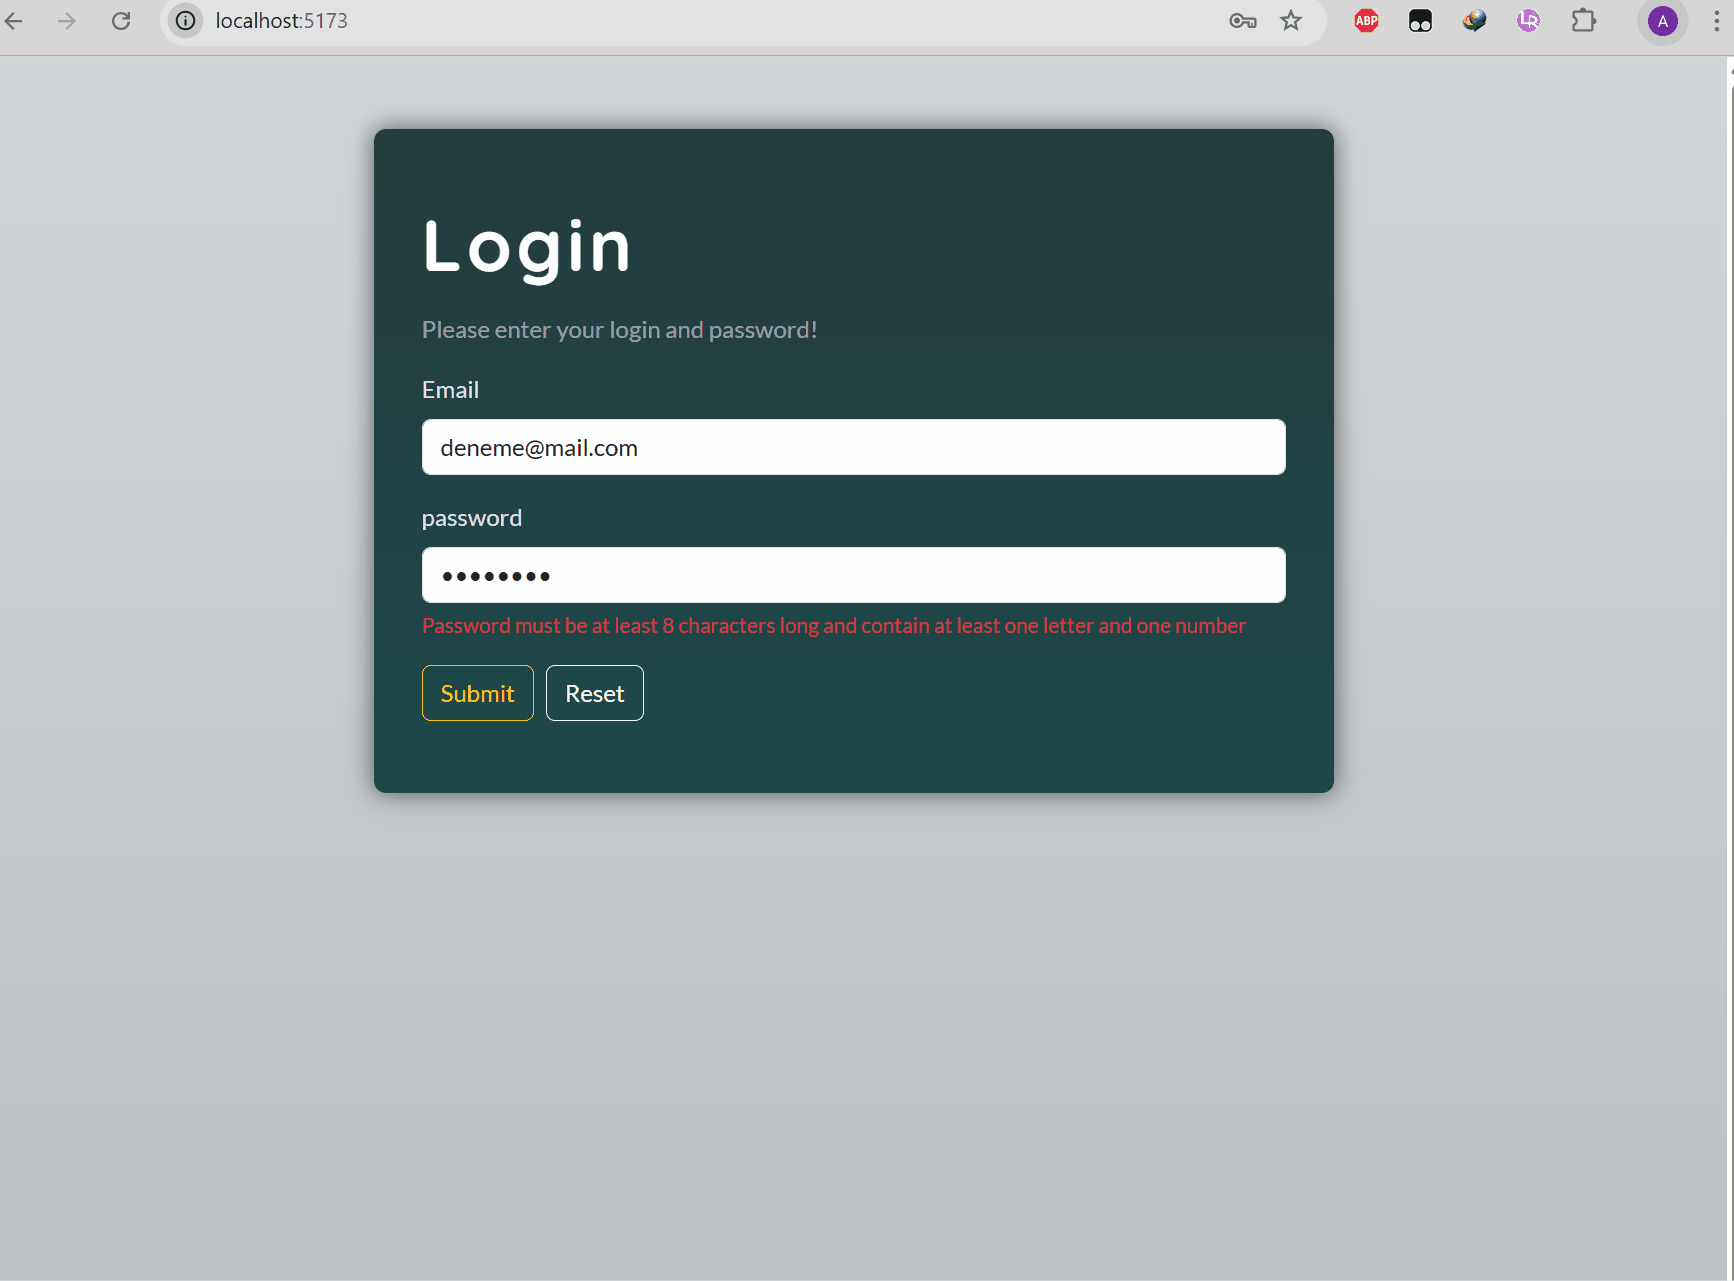 localhost:5173
ABP
LR
A
Login
Please enter your login and password!
Email
deneme@mail.com
password
••••••••
Password must be at least 8 characters long and contain at least one letter and one number
Submit
Reset